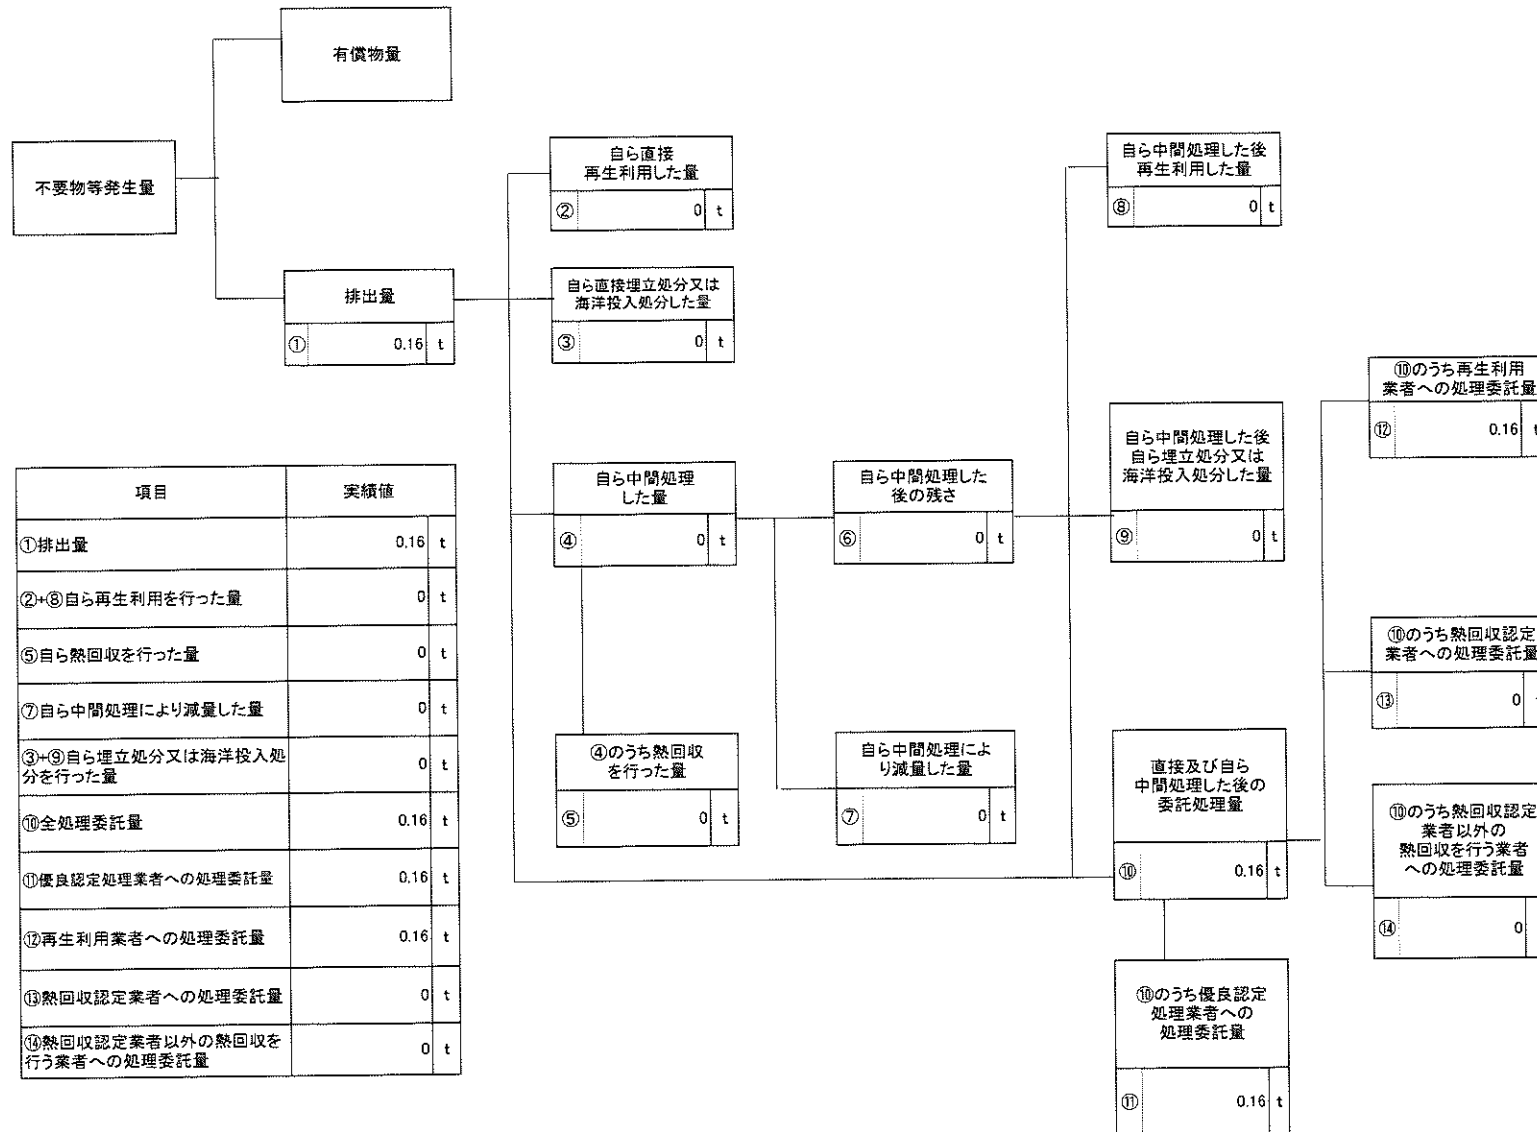 有償物量
不要物等発生量
排出量
① 0.16 t
自ら直接
再生利用した量
② 0 t
自ら直接埋立処分又は
海洋投入処分した量
③ 0 t
自ら中間処理
した量
④ 0 t
④のうち熱回収
を行った量
⑤ 0 t
自ら中間処理した
後の残さ
⑥ 0 t
自ら中間処理によ
り減量した量
⑦ 0 t
自ら中間処理した後
再生利用した量
⑧ 0 t
自ら中間処理した後
自ら埋立処分又は
海洋投入処分した量
⑨ 0 t
直接及び自ら
中間処理した後の
委託処理量
⑩ 0.16 t
⑩のうち優良認定
処理業者への
処理委託量
⑪ 0.16 t
⑩のうち再生利用
業者への処理委託量
⑫ 0.16 t
⑩のうち熱回収認定
業者への処理委託量
⑬ 0
⑩のうち熱回収認定
業者以外の
熱回収を行う業者
への処理委託量
⑭ 0
項目 実績値
①排出量 0.16 t
②+⑧自ら再生利用を行った量 0 t
⑤自ら熱回収を行った量 0 t
⑦自ら中間処理により減量した量 0 t
③+⑨自ら埋立処分又は海洋投入処
分を行った量 0 t
⑩全処理委託量 0.16 t
⑪優良認定処理業者への処理委託量 0.16 t
⑫再生利用業者への処理委託量 0.16 t
⑬熱回収認定業者への処理委託量 0 t
⑭熱回収認定業者以外の熱回収を
行う業者への処理委託量 0 t